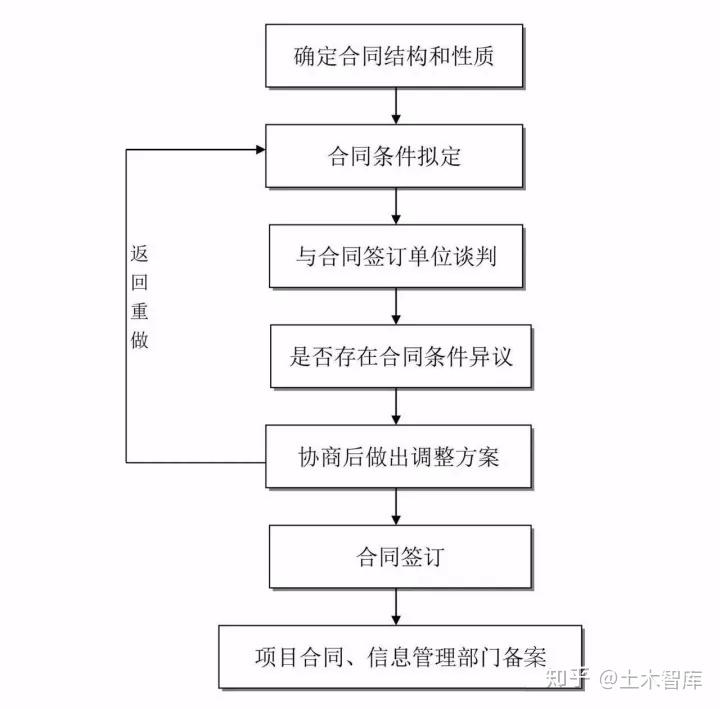 确定合同结构和性质
合同条件拟定
与合同签订单位谈判
返回重做
是否存在合同条件异议
协商后做出调整方案
合同签订
项目合同、信息管理部门备案
知乎 @土木智库